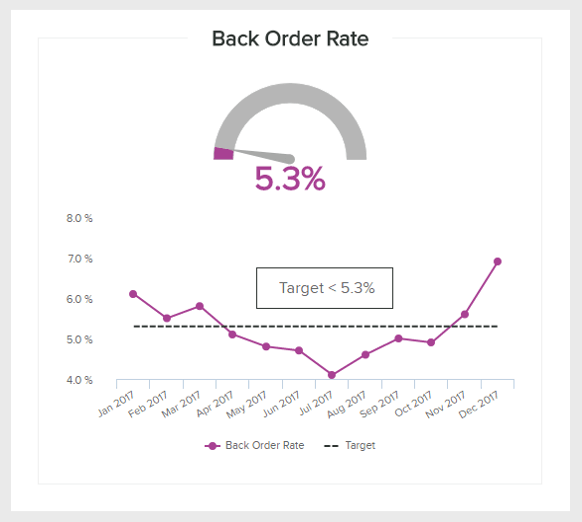 Back Order Rate
5.3%
8.0 %
7.0 %
6.0 %
5.0 %
4.0 %
Target < 5.3%
Jan 2017
Feb 2017
Mar 2017
Apr 2017
May 2017
Jun 2017
Jul 2017
Aug 2017
Sep 2017
Oct 2017
Nov 2017
Dec 2017
Back Order Rate
Target